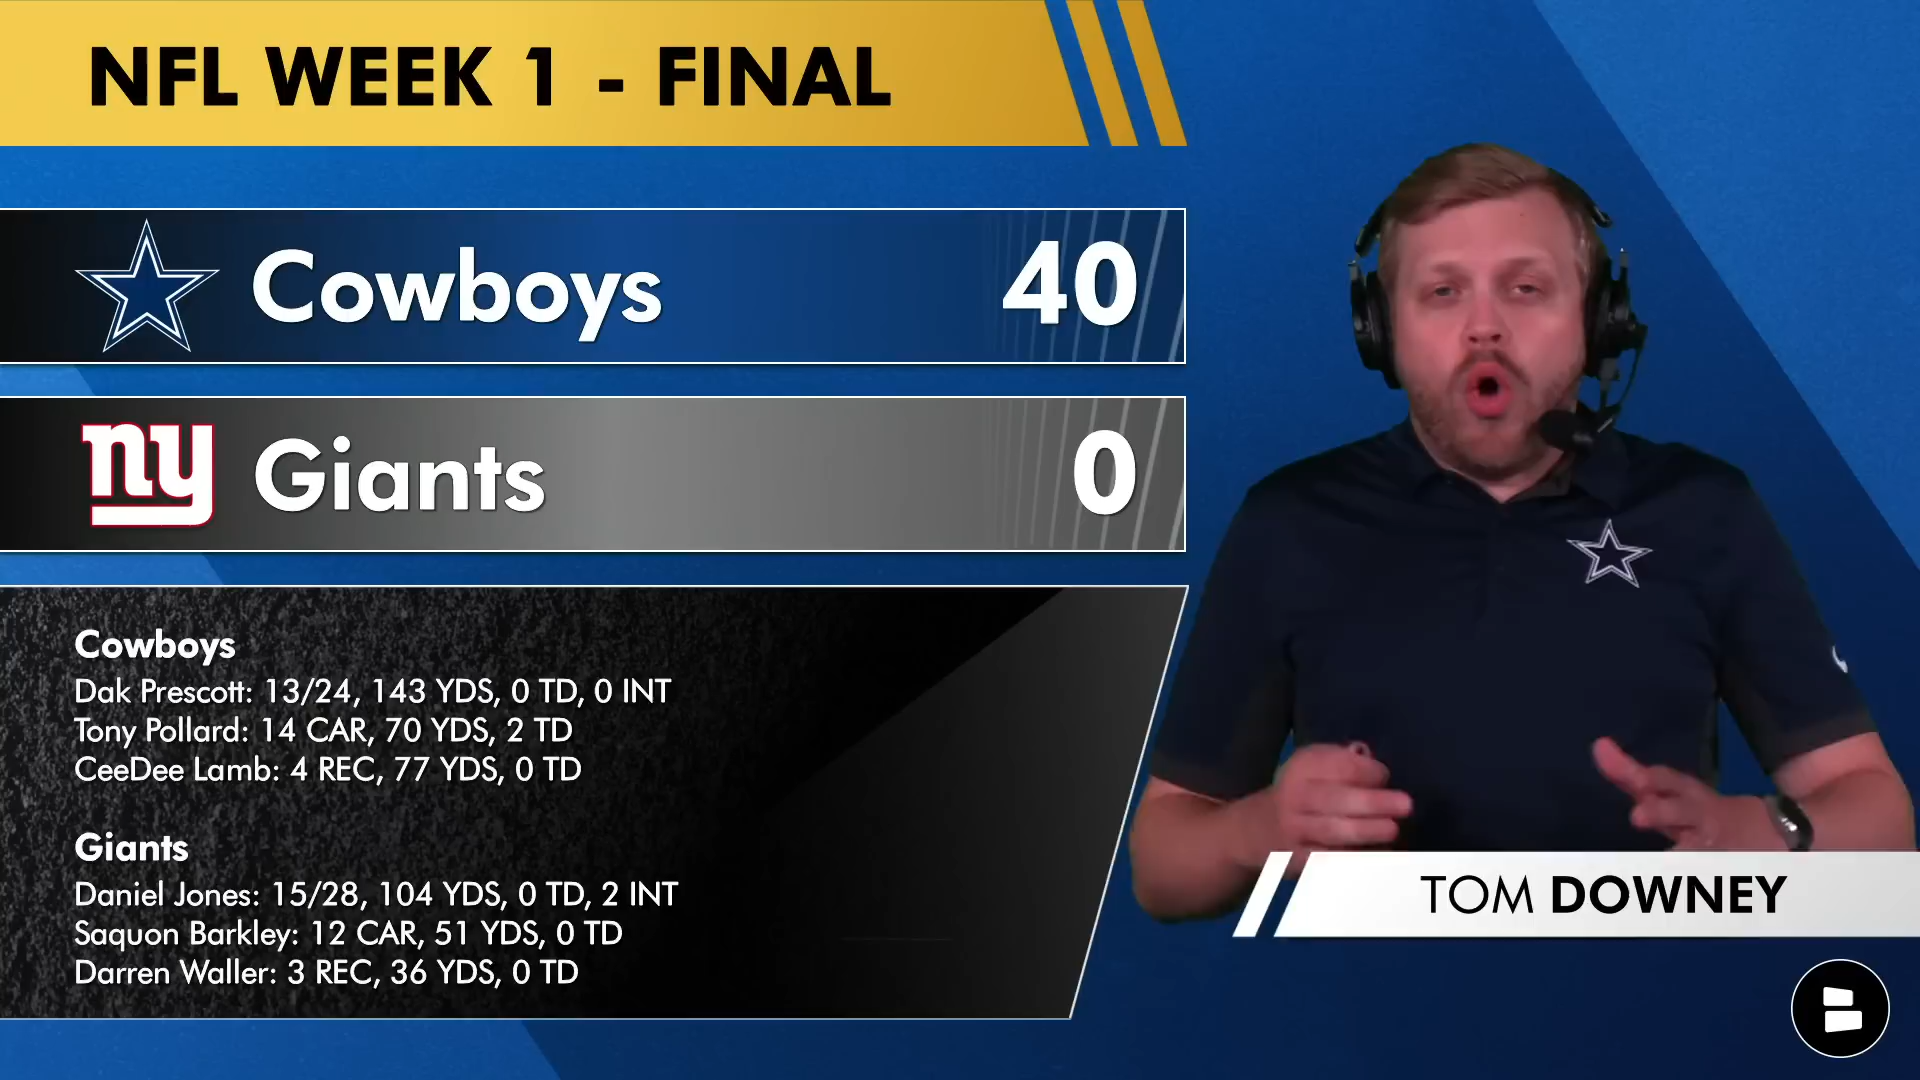 NFL WEEK 1 - FINAL
Cowboys 40
ny Giants 0
Cowboys
Dak Prescott: 13/24, 143 YDS, 0 TD, 0 INT
Tony Pollard: 14 CAR, 70 YDS, 2 TD
CeeDee Lamb: 4 REC, 77 YDS, 0 TD
Giants
Daniel Jones: 15/28, 104 YDS, 0 TD, 2 INT
Saquon Barkley: 12 CAR, 51 YDS, 0 TD
Darren Waller: 3 REC, 36 YDS, 0 TD
TOM DOWNEY